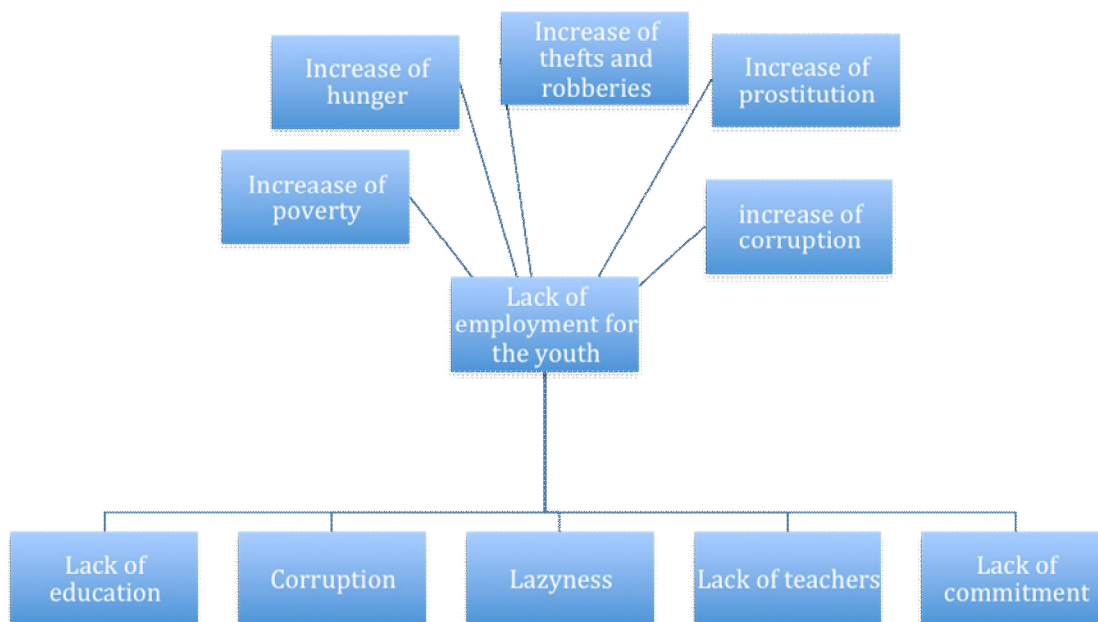 Increase of
thefts and
robberies
Increase of
hunger
Increase of
prostitution
Increaase of
poverty
increase of
corruption
Lack of
employment for
the youth
Lack of
education
Corruption
Lazyness
Lack of teachers
Lack of
commitment